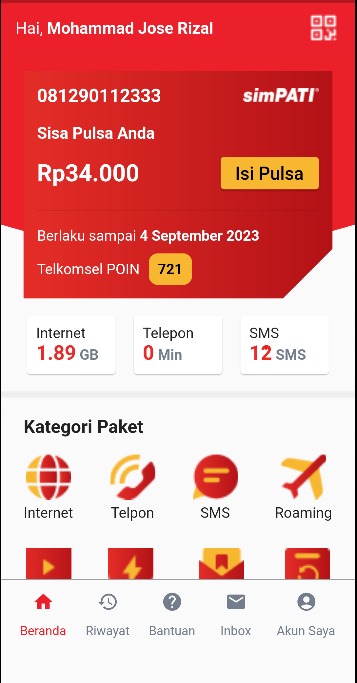 Hai, Mohammad Jose Rizal
081290112333
simPATI
Sisa Pulsa Anda
Rp34.000
Isi Pulsa
Berlaku sampai 4 September 2023
Telkomsel POIN 721
Internet
1.89 GB
Telepon
0 Min
SMS
12 SMS
Kategori Paket
Internet
Telpon
SMS
Roaming
Beranda
Riwayat
Bantuan
Inbox
Akun Saya